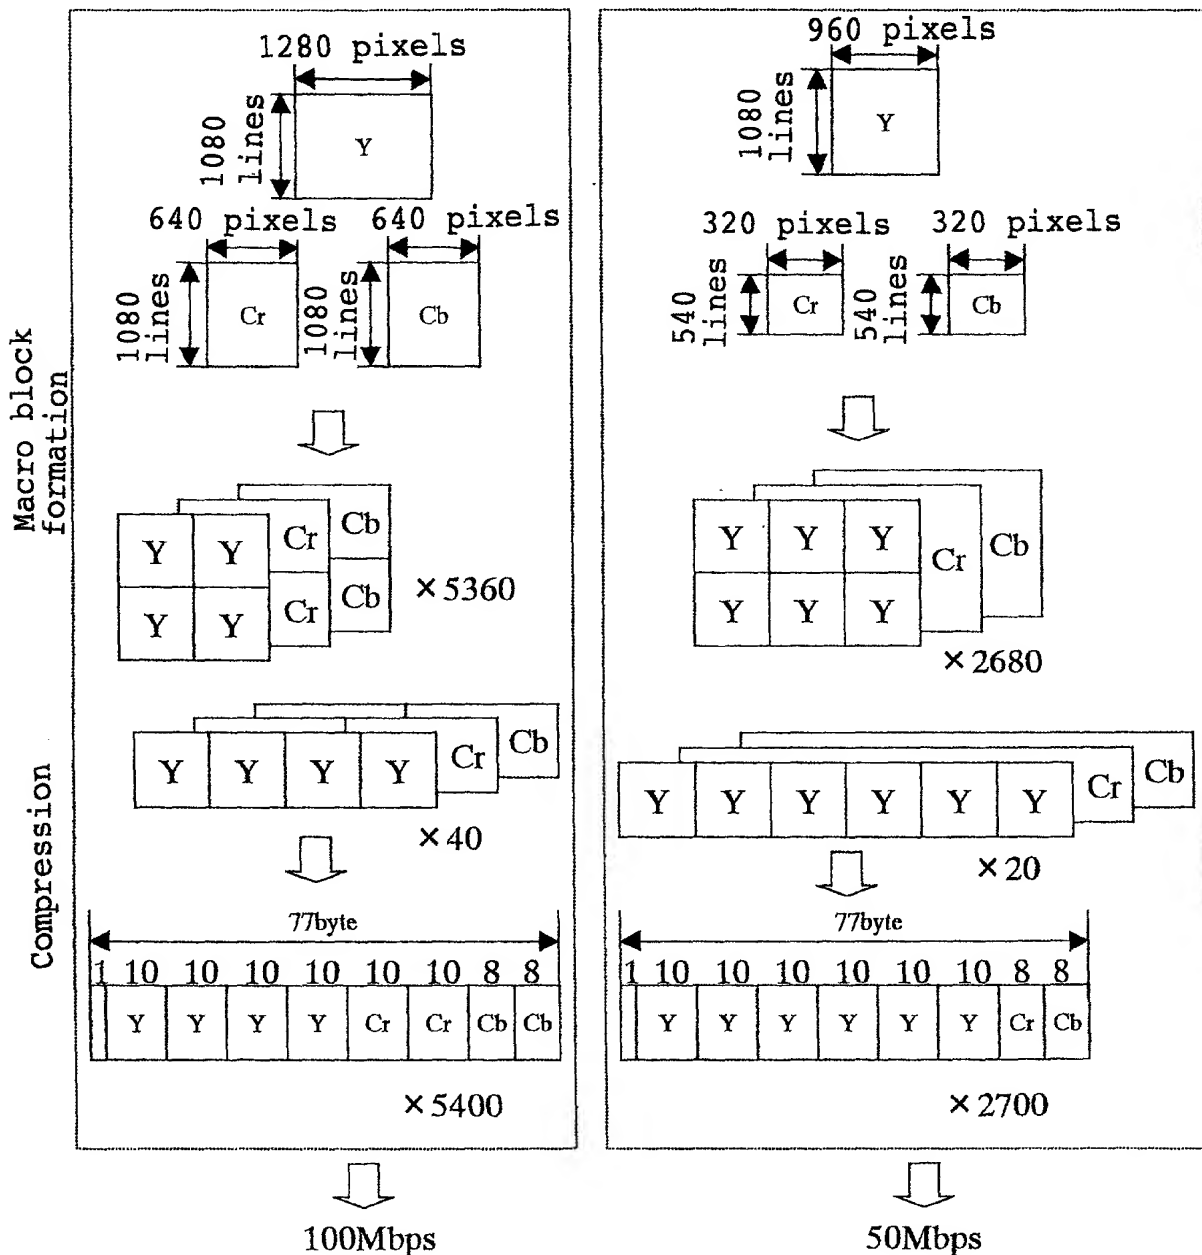 Macro block
formation
Compression
1280 pixels
1080
lines
Y
640 pixels
640 pixels
1080
lines
Cr
1080
lines
Cb
Y Y Cr Cb
Y Y Cr Cb
×5360
Y Y Y Y Cr Cb
×40
77byte
1 10 10 10 10 10 10 8 8
Y Y Y Y Cr Cr Cb Cb
×5400
100Mbps
960 pixels
1080
lines
Y
320 pixels
320 pixels
540
lines
Cr
540
lines
Cb
Y Y Y Cr Cb
Y Y Y
×2680
Y Y Y Y Y Y Cr Cb
×20
77byte
1 10 10 10 10 10 10 8 8
Y Y Y Y Y Y Cr Cb
×2700
50Mbps